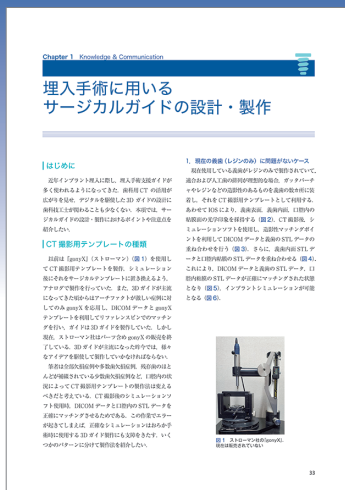 Chapter 1 Knowledge & Communication
埋入手術に用いる
サージカルガイドの設計・製作
はじめに
近年インプラント埋入に際し，埋入手術支援ガイドが
多く使われるようになってきた．歯科用 CT の活用が
広がりを見せ，デジタルを駆使した 3D ガイドの設計に
歯科技工士が関わることも少なくない．本項では，サー
ジカルガイドの設計・製作におけるポイントや注意点を
紹介したい．
CT 撮影用テンプレートの種類
以前は『gonyX』（ストローマン）（図 1）を使用し
て CT 撮影用テンプレートを製作，シミュレーション
後にそれをサージカルテンプレートに置き換えるよう，
アナログで製作を行っていた．また，3D ガイドが主流
になってきた頃からはアーチファクトが激しい症例に対
してのみ gonyX を応用し，DICOM データと gonyX
テンプレートを利用してリファレンスピンでのマッチン
グを行い，ガイドは 3D ガイドを製作していた．しかし
現在，ストローマン社はパーツ含め gonyX の販売を終
了している．3D ガイドが主流になった昨今では，様々
なアイデアを駆使して製作していかなければならない．
筆者は全部欠損症例や多数歯欠損症例，残存歯のほと
んどが補綴されている少数歯欠損症例など，口腔内の状
況によって CT 撮影用テンプレートの製作法は変える
べきだと考えている．CT 撮影後のシミュレーションソ
フト使用時，DICOM データと口腔内の STL データを
正確にマッチングさせるためである．この作業でエラー
が起きてしまえば，正確なシミュレーションはおろか手
術時に使用する 3D ガイド製作にも支障をきたす．いく
つかのパターンに分けて製作方法を紹介したい．
1．現在の義歯（レジンのみ）に問題がないケース
現在使用している義歯がレジンのみで製作されていて，
適合および人工歯の排列が理想的な場合，ガッタパーチ
ャやレジンなどの造影性のあるものを義歯の数カ所に装
着し，それを CT 撮影用テンプレートとして利用する．
あわせて IOS により，義歯表面，義歯内面，口腔内の
粘膜面の光学印象を採得する（図 2）．CT 撮影後，シ
ミュレーションソフトを使用し，造影性マッチングポイ
ントを利用して DICOM データと義歯の STL データの
重ね合わせを行う（図 3）．さらに，義歯内面 STL デ
ータと口腔内粘膜の STL データを重ね合わせる（図 4）．
これにより，DICOM データと義歯の STL データ，口
腔内粘膜の STL データが正確にマッチングされた状態
となり（図 5），インプラントシミュレーションが可能
となる（図 6）．
図 1 ストローマン社の『gonyX』．
現在は販売されていない
33